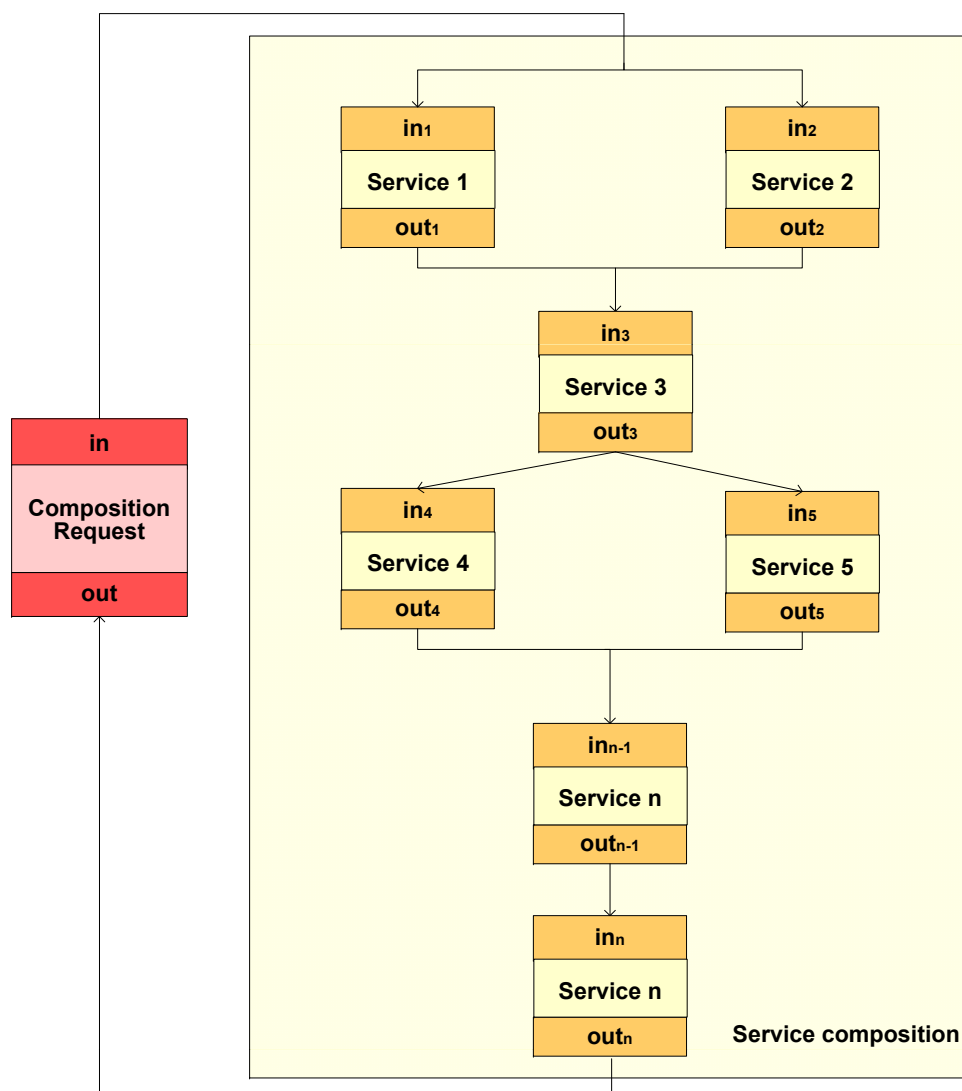 in₁
in₂
Service 1
Service 2
out₁
out₂
in₃
Service 3
out₃
in
Composition
Request
out
in₄
in₅
Service 4
Service 5
out₄
out₅
inₙ₋₁
Service n
outₙ₋₁
inₙ
Service n
outₙ
Service composition